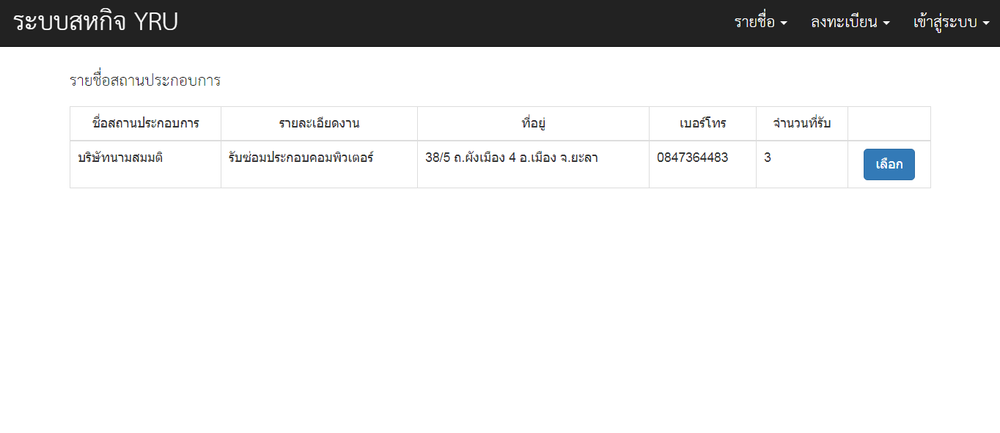 ระบบสหกิจ YRU รายชื่อ ลงทะเบียน เข้าสู่ระบบ
รายชื่อสถานประกอบการ
ชื่อสถานประกอบการ รายละเอียดงาน ที่อยู่ เบอร์โทร จำนวนที่รับ
บริษัทนามสมมติ รับซ่อมประกอบคอมพิวเตอร์ 38/5 ถ.ผังเมือง 4 อ.เมือง จ.ยะลา 0847364483 3 เลือก